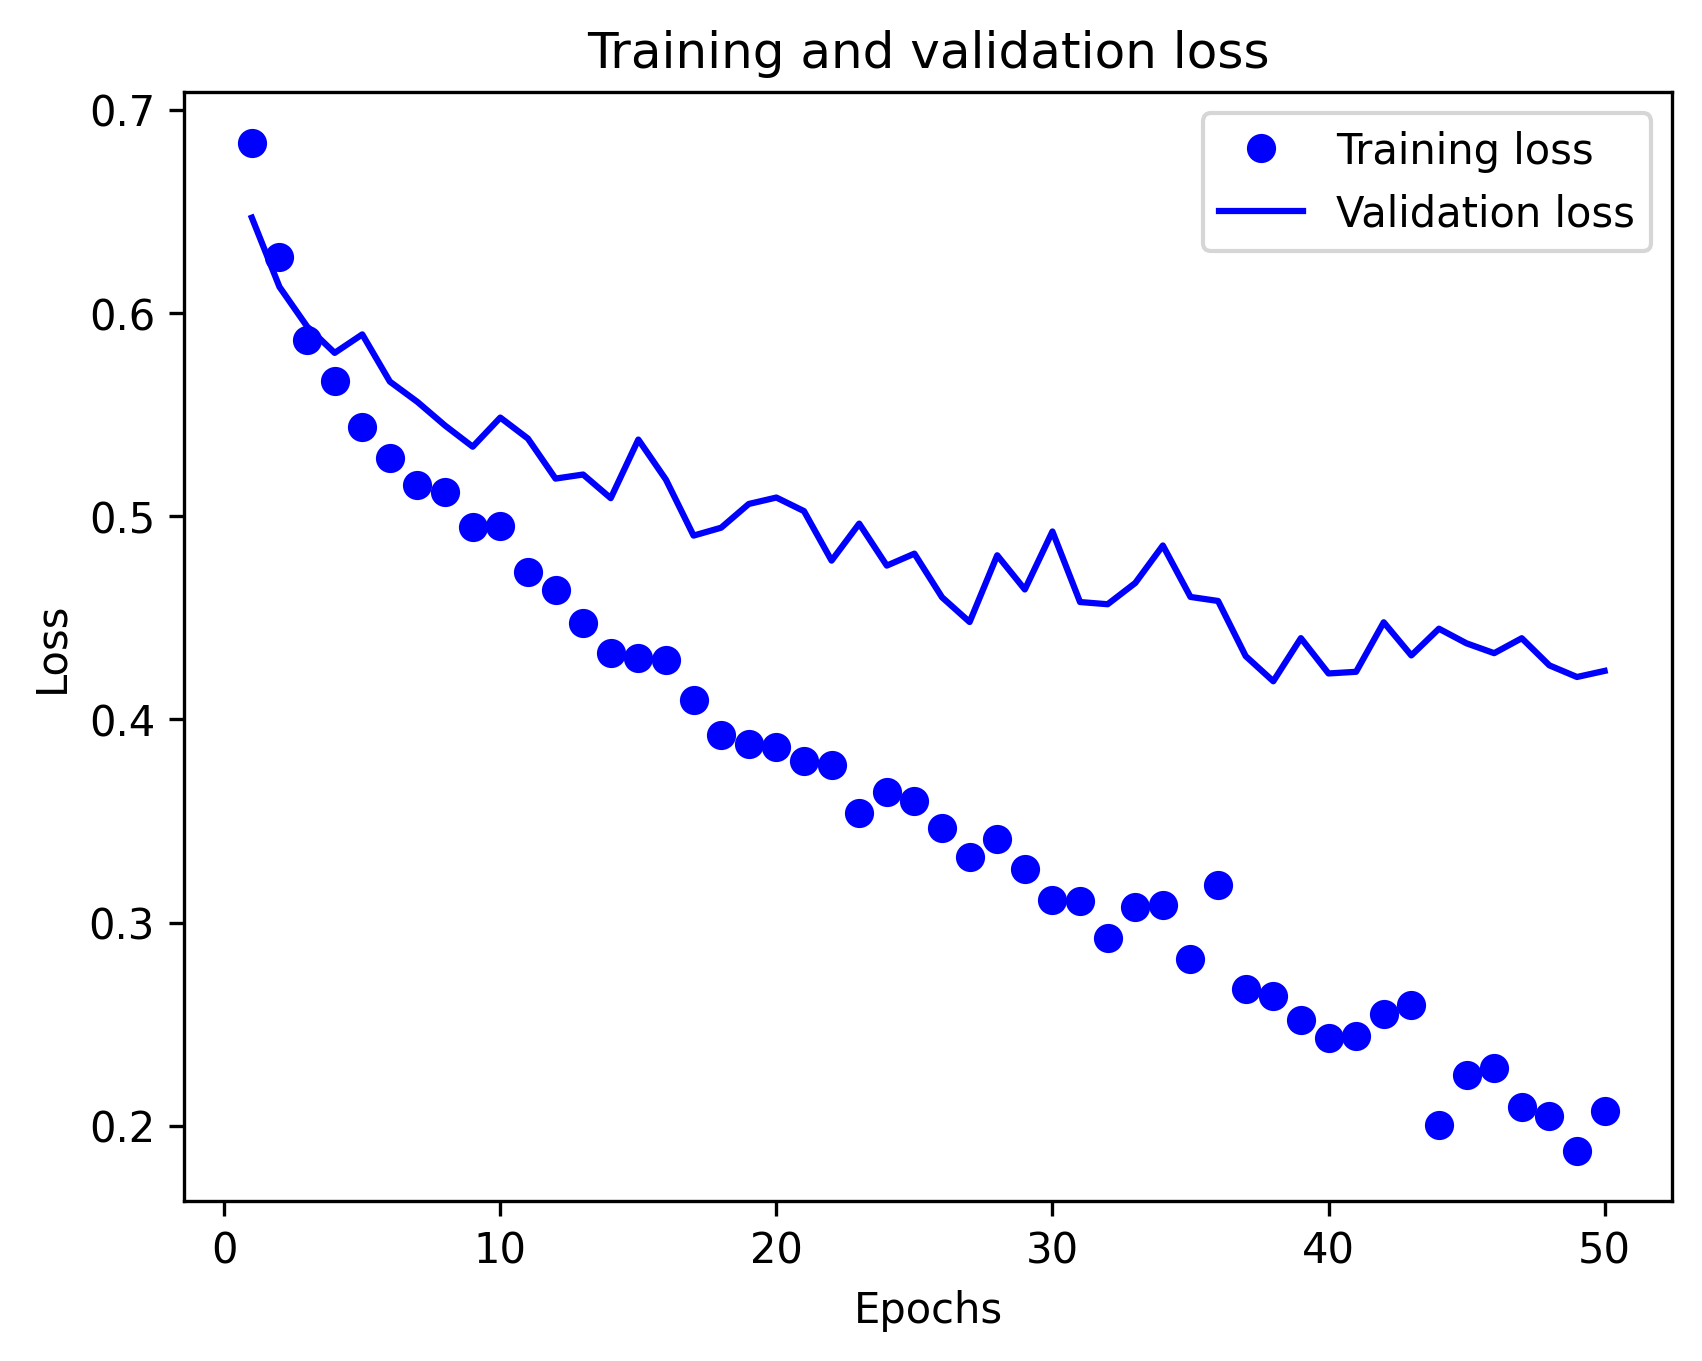 Training and validation loss
Training loss
Validation loss
0.7
0.6
0.5
0.4
0.3
0.2
Loss
0 10 20 30 40 50
Epochs